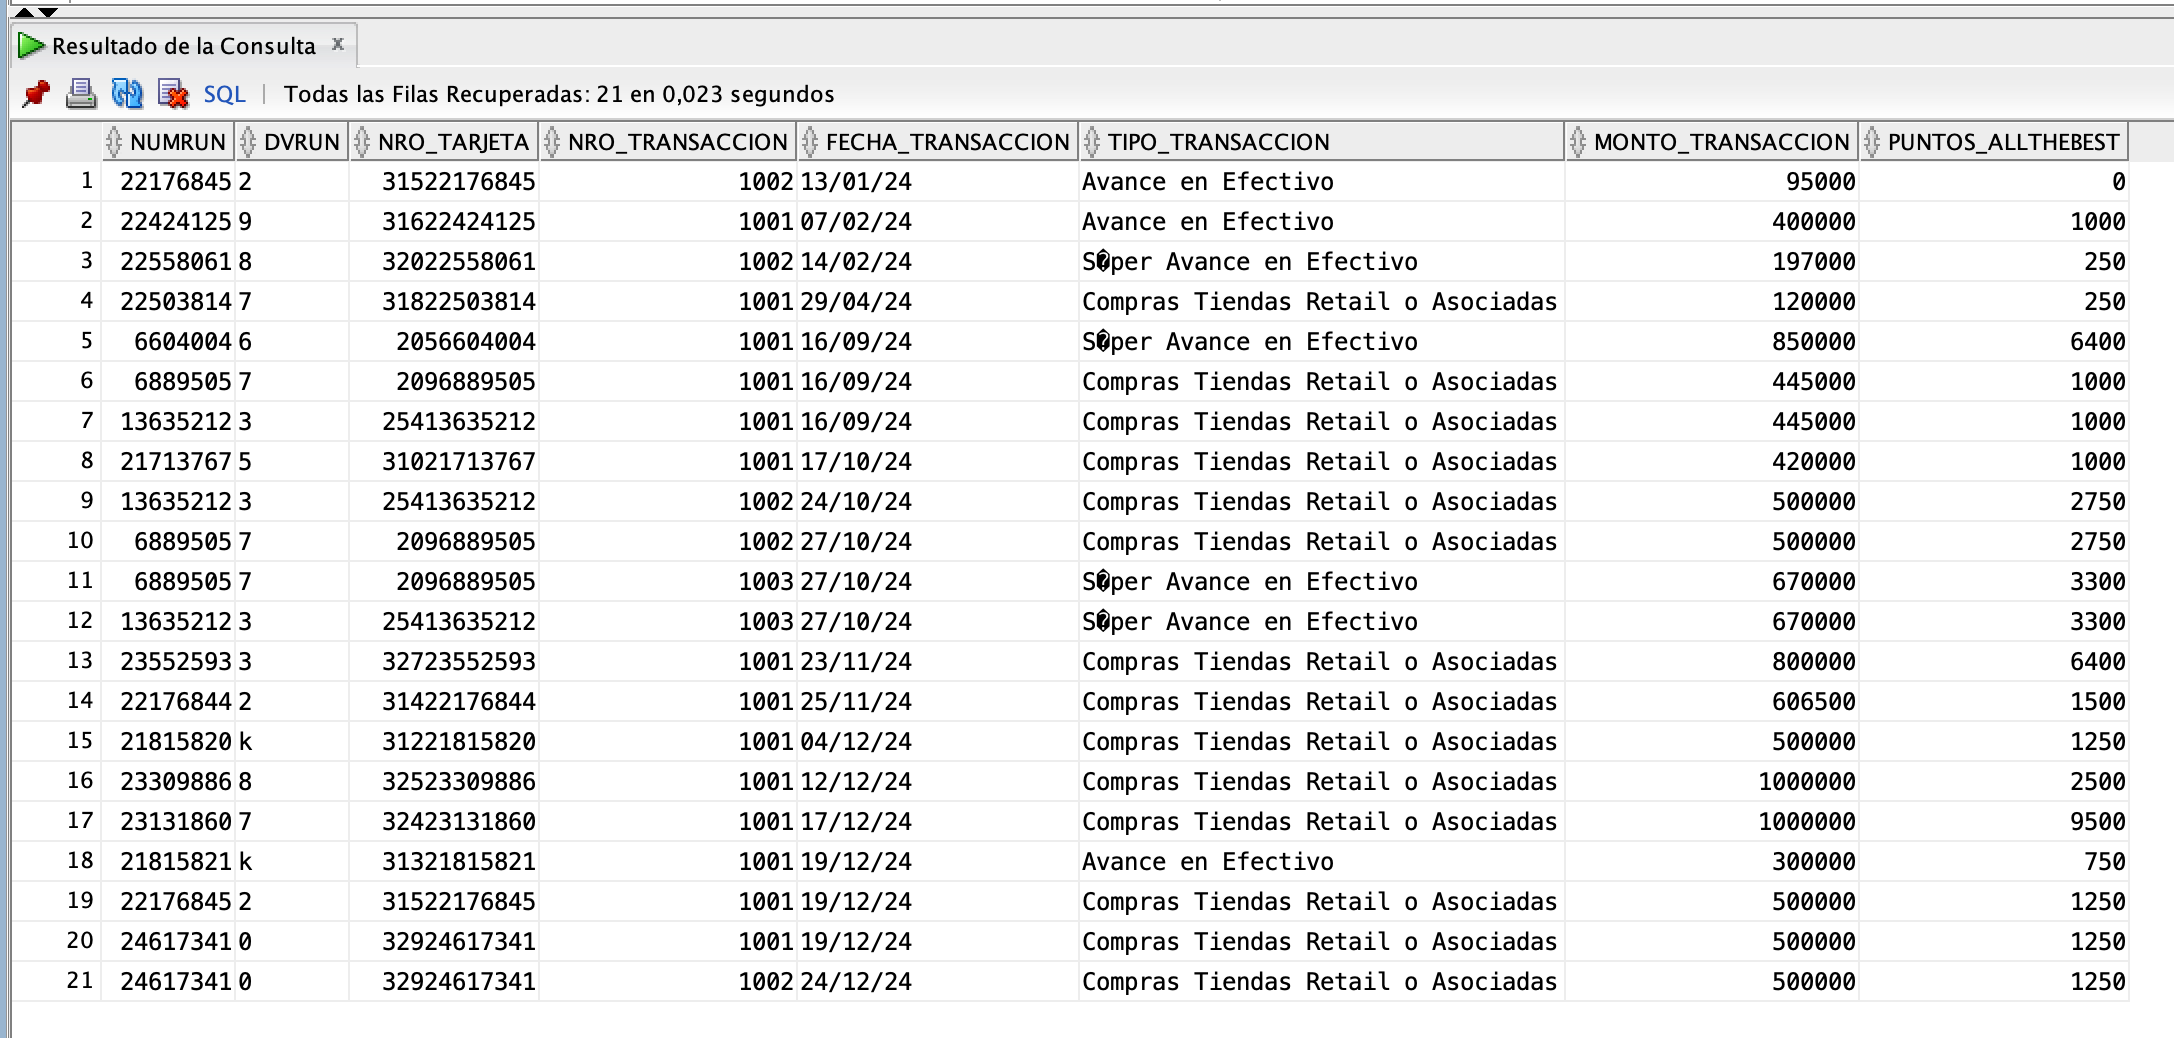 Resultado de la Consulta x
SQL | Todas las Filas Recuperadas: 21 en 0,023 segundos
NUMRUN DVRUN NRO_TARJETA NRO_TRANSACCION FECHA_TRANSACCION TIPO_TRANSACCION MONTO_TRANSACCION PUNTOS_ALLTHEBEST
1 22176845 2 31522176845 1002 13/01/24 Avance en Efectivo 95000 0
2 22424125 9 31622424125 1001 07/02/24 Avance en Efectivo 400000 1000
3 22558061 8 32022558061 1002 14/02/24 S�per Avance en Efectivo 197000 250
4 22503814 7 31822503814 1001 29/04/24 Compras Tiendas Retail o Asociadas 120000 250
5 6604004 6 2056604004 1001 16/09/24 S�per Avance en Efectivo 850000 6400
6 6889505 7 2096889505 1001 16/09/24 Compras Tiendas Retail o Asociadas 445000 1000
7 13635212 3 25413635212 1001 16/09/24 Compras Tiendas Retail o Asociadas 445000 1000
8 21713767 5 31021713767 1001 17/10/24 Compras Tiendas Retail o Asociadas 420000 1000
9 13635212 3 25413635212 1002 24/10/24 Compras Tiendas Retail o Asociadas 500000 2750
10 6889505 7 2096889505 1002 27/10/24 Compras Tiendas Retail o Asociadas 500000 2750
11 6889505 7 2096889505 1003 27/10/24 S�per Avance en Efectivo 670000 3300
12 13635212 3 25413635212 1003 27/10/24 S�per Avance en Efectivo 670000 3300
13 23552593 3 32723552593 1001 23/11/24 Compras Tiendas Retail o Asociadas 800000 6400
14 22176844 2 31422176844 1001 25/11/24 Compras Tiendas Retail o Asociadas 606500 1500
15 21815820 k 31221815820 1001 04/12/24 Compras Tiendas Retail o Asociadas 500000 1250
16 23309886 8 32523309886 1001 12/12/24 Compras Tiendas Retail o Asociadas 1000000 2500
17 23131860 7 32423131860 1001 17/12/24 Compras Tiendas Retail o Asociadas 1000000 9500
18 21815821 k 31321815821 1001 19/12/24 Avance en Efectivo 300000 750
19 22176845 2 31522176845 1001 19/12/24 Compras Tiendas Retail o Asociadas 500000 1250
20 24617341 0 32924617341 1001 19/12/24 Compras Tiendas Retail o Asociadas 500000 1250
21 24617341 0 32924617341 1002 24/12/24 Compras Tiendas Retail o Asociadas 500000 1250